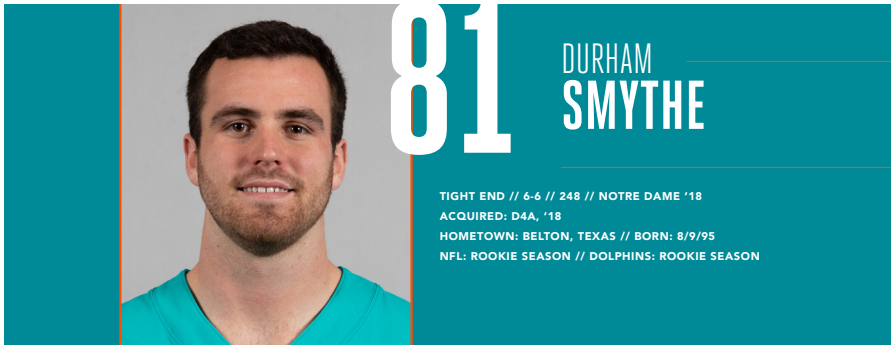 81
DURHAM
SMYTHE
TIGHT END // 6-6 // 248 // NOTRE DAME ’18
ACQUIRED: D4A, ‘18
HOMETOWN: BELTON, TEXAS // BORN: 8/9/95
NFL: ROOKIE SEASON // DOLPHINS: ROOKIE SEASON